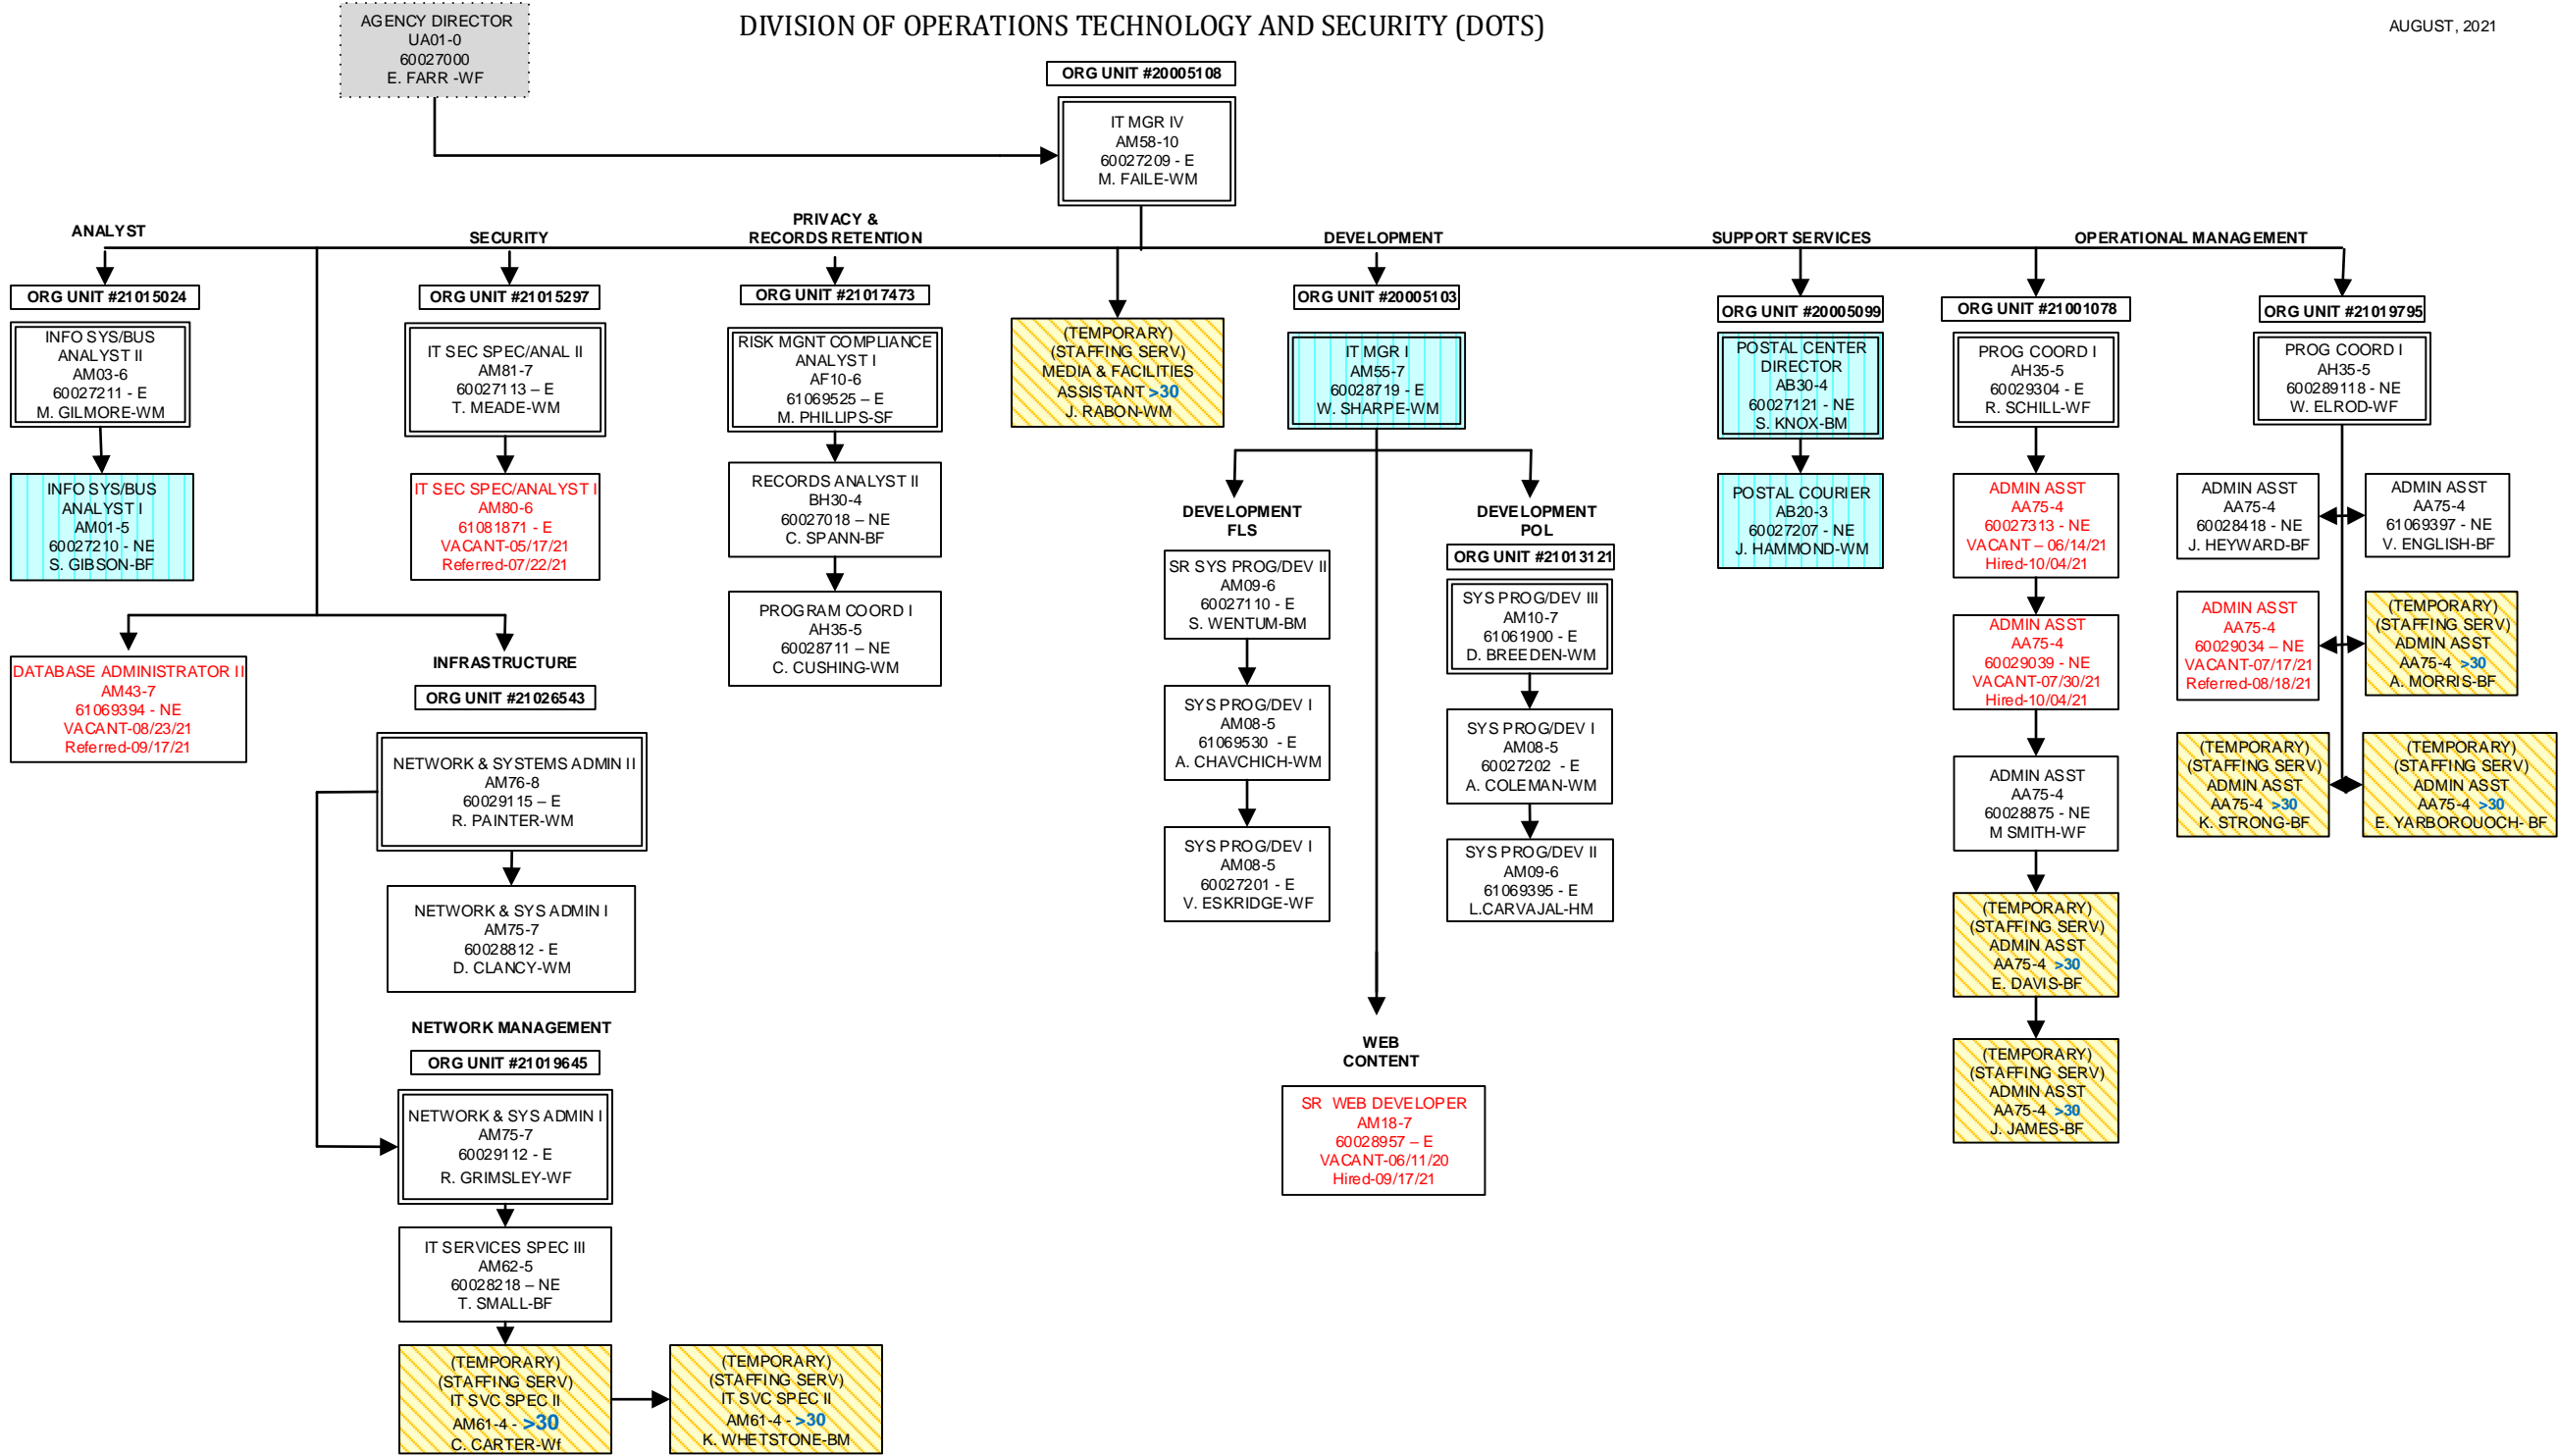 AGENCY DIRECTOR
UA01-0
60027000
E. FARR -WF
DIVISION OF OPERATIONS TECHNOLOGY AND SECURITY (DOTS)
AUGUST, 2021
ORG UNIT #20005108
IT MGR IV
AM58-10
60027209 - E
M. FAILE-WM
ANALYST
SECURITY
PRIVACY &
RECORDS RETENTION
DEVELOPMENT
SUPPORT SERVICES
OPERATIONAL MANAGEMENT
ORG UNIT #21015024
INFO SYS/BUS
ANALYST II
AM03-6
60027211 - E
M. GILMORE-WM
INFO SYS/BUS
ANALYST I
AM01-5
60027210 - NE
S. GIBSON-BF
DATABASE ADMINISTRATOR II
AM43-7
61069394 - NE
VACANT-08/23/21
Referred-09/17/21
ORG UNIT #21015297
IT SEC SPEC/ANAL II
AM81-7
60027113 – E
T. MEADE-WM
IT SEC SPEC/ANALYST I
AM80-6
61081871 - E
VACANT-05/17/21
Referred-07/22/21
INFRASTRUCTURE
ORG UNIT #21026543
NETWORK & SYSTEMS ADMIN II
AM76-8
60029115 – E
R. PAINTER-WM
NETWORK & SYS ADMIN I
AM75-7
60028812 - E
D. CLANCY-WM
NETWORK MANAGEMENT
ORG UNIT #21019645
NETWORK & SYS ADMIN I
AM75-7
60029112 - E
R. GRIMSLEY-WF
IT SERVICES SPEC III
AM62-5
60028218 – NE
T. SMALL-BF
(TEMPORARY)
(STAFFING SERV)
IT SVC SPEC II
AM61-4 - >30
C. CARTER-Wf
(TEMPORARY)
(STAFFING SERV)
IT SVC SPEC II
AM61-4 - >30
K. WHETSTONE-BM
ORG UNIT #21017473
RISK MGNT COMPLIANCE
ANALYST I
AF10-6
61069525 – E
M. PHILLIPS-SF
RECORDS ANALYST II
BH30-4
60027018 – NE
C. SPANN-BF
PROGRAM COORD I
AH35-5
60028711 – NE
C. CUSHING-WM
(TEMPORARY)
(STAFFING SERV)
MEDIA & FACILITIES
ASSISTANT >30
J. RABON-WM
ORG UNIT #20005103
IT MGR I
AM55-7
60028719 - E
W. SHARPE-WM
DEVELOPMENT
FLS
SR SYS PROG/DEV II
AM09-6
60027110 - E
S. WENTUM-BM
SYS PROG/DEV I
AM08-5
61069530 - E
A. CHAVCHICH-WM
SYS PROG/DEV I
AM08-5
60027201 - E
V. ESKRIDGE-WF
DEVELOPMENT
POL
ORG UNIT #21013121
SYS PROG/DEV III
AM10-7
61061900 - E
D. BREEDEN-WM
SYS PROG/DEV I
AM08-5
60027202 - E
A. COLEMAN-WM
SYS PROG/DEV II
AM09-6
61069395 - E
L.CARVAJAL-HM
WEB
CONTENT
SR WEB DEVELOPER
AM18-7
60028957 – E
VACANT-06/11/20
Hired-09/17/21
ORG UNIT #20005099
POSTAL CENTER
DIRECTOR
AB30-4
60027121 - NE
S. KNOX-BM
POSTAL COURIER
AB20-3
60027207 - NE
J. HAMMOND-WM
ORG UNIT #21001078
PROG COORD I
AH35-5
60029304 - E
R. SCHILL-WF
ADMIN ASST
AA75-4
60027313 - NE
VACANT – 06/14/21
Hired-10/04/21
ADMIN ASST
AA75-4
60029039 - NE
VACANT-07/30/21
Hired-10/04/21
ADMIN ASST
AA75-4
60028875 - NE
M SMITH-WF
(TEMPORARY)
(STAFFING SERV)
ADMIN ASST
AA75-4 >30
E. DAVIS-BF
(TEMPORARY)
(STAFFING SERV)
ADMIN ASST
AA75-4 >30
J. JAMES-BF
ORG UNIT #21019795
PROG COORD I
AH35-5
600289118 - NE
W. ELROD-WF
ADMIN ASST
AA75-4
60028418 - NE
J. HEYWARD-BF
ADMIN ASST
AA75-4
61069397 - NE
V. ENGLISH-BF
ADMIN ASST
AA75-4
60029034 – NE
VACANT-07/17/21
Referred-08/18/21
(TEMPORARY)
(STAFFING SERV)
ADMIN ASST
AA75-4 >30
A. MORRIS-BF
(TEMPORARY)
(STAFFING SERV)
ADMIN ASST
AA75-4 >30
K. STRONG-BF
(TEMPORARY)
(STAFFING SERV)
ADMIN ASST
AA75-4 >30
E. YARBOROUOCH- BF